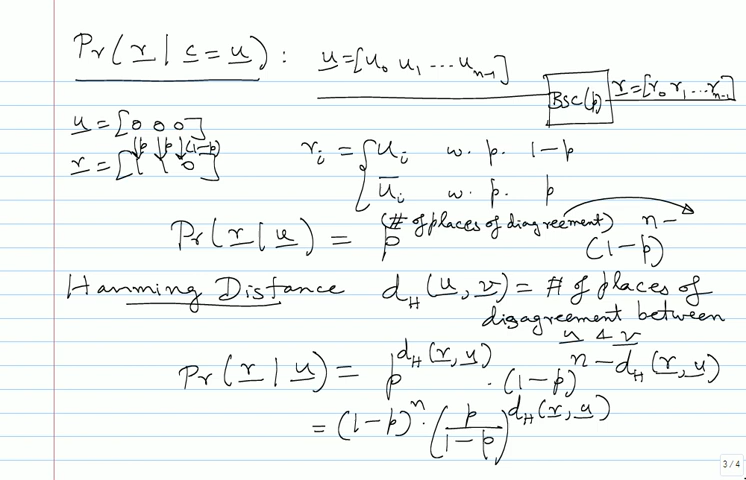 Pr(r | c = u) : u = [u₀ u₁ ... uₙ₋₁]
BSC(p) r = [r₀ r₁ ... rₙ₋₁]
u = [0 0 0]
p p (1-p)
r = [1 1 0]
rᵢ = { uᵢ w. p. 1-p
u̅ᵢ w. p. p
Pr(r | u) = p^(# of places of diagreement) (1-p)^(n-
Hamming Distance d_H(u, v) = # of places of
disagreement between
u & v
Pr(r | u) = p^(d_H(r, u)) · (1-p)^(n - d_H(r, u))
= (1-p)ⁿ · (p/(1-p))^(d_H(r, u))
3 / 4